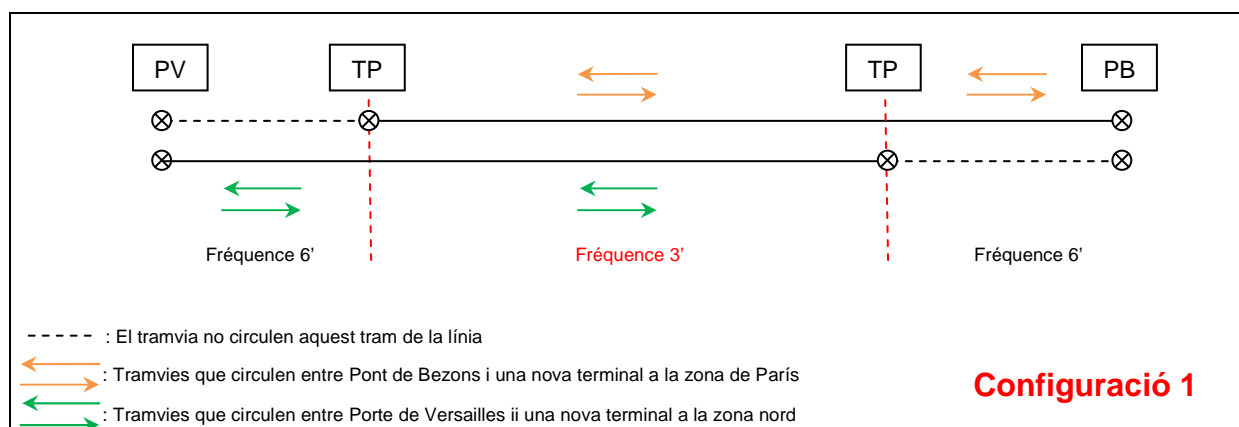 PV TP TP PB
Fréquence 6’ Fréquence 3’ Fréquence 6’
: El tramvia no circulen aquest tram de la línia
: Tramvies que circulen entre Pont de Bezons i una nova terminal a la zona de París
Configuració 1
: Tramvies que circulen entre Porte de Versailles ii una nova terminal a la zona nord